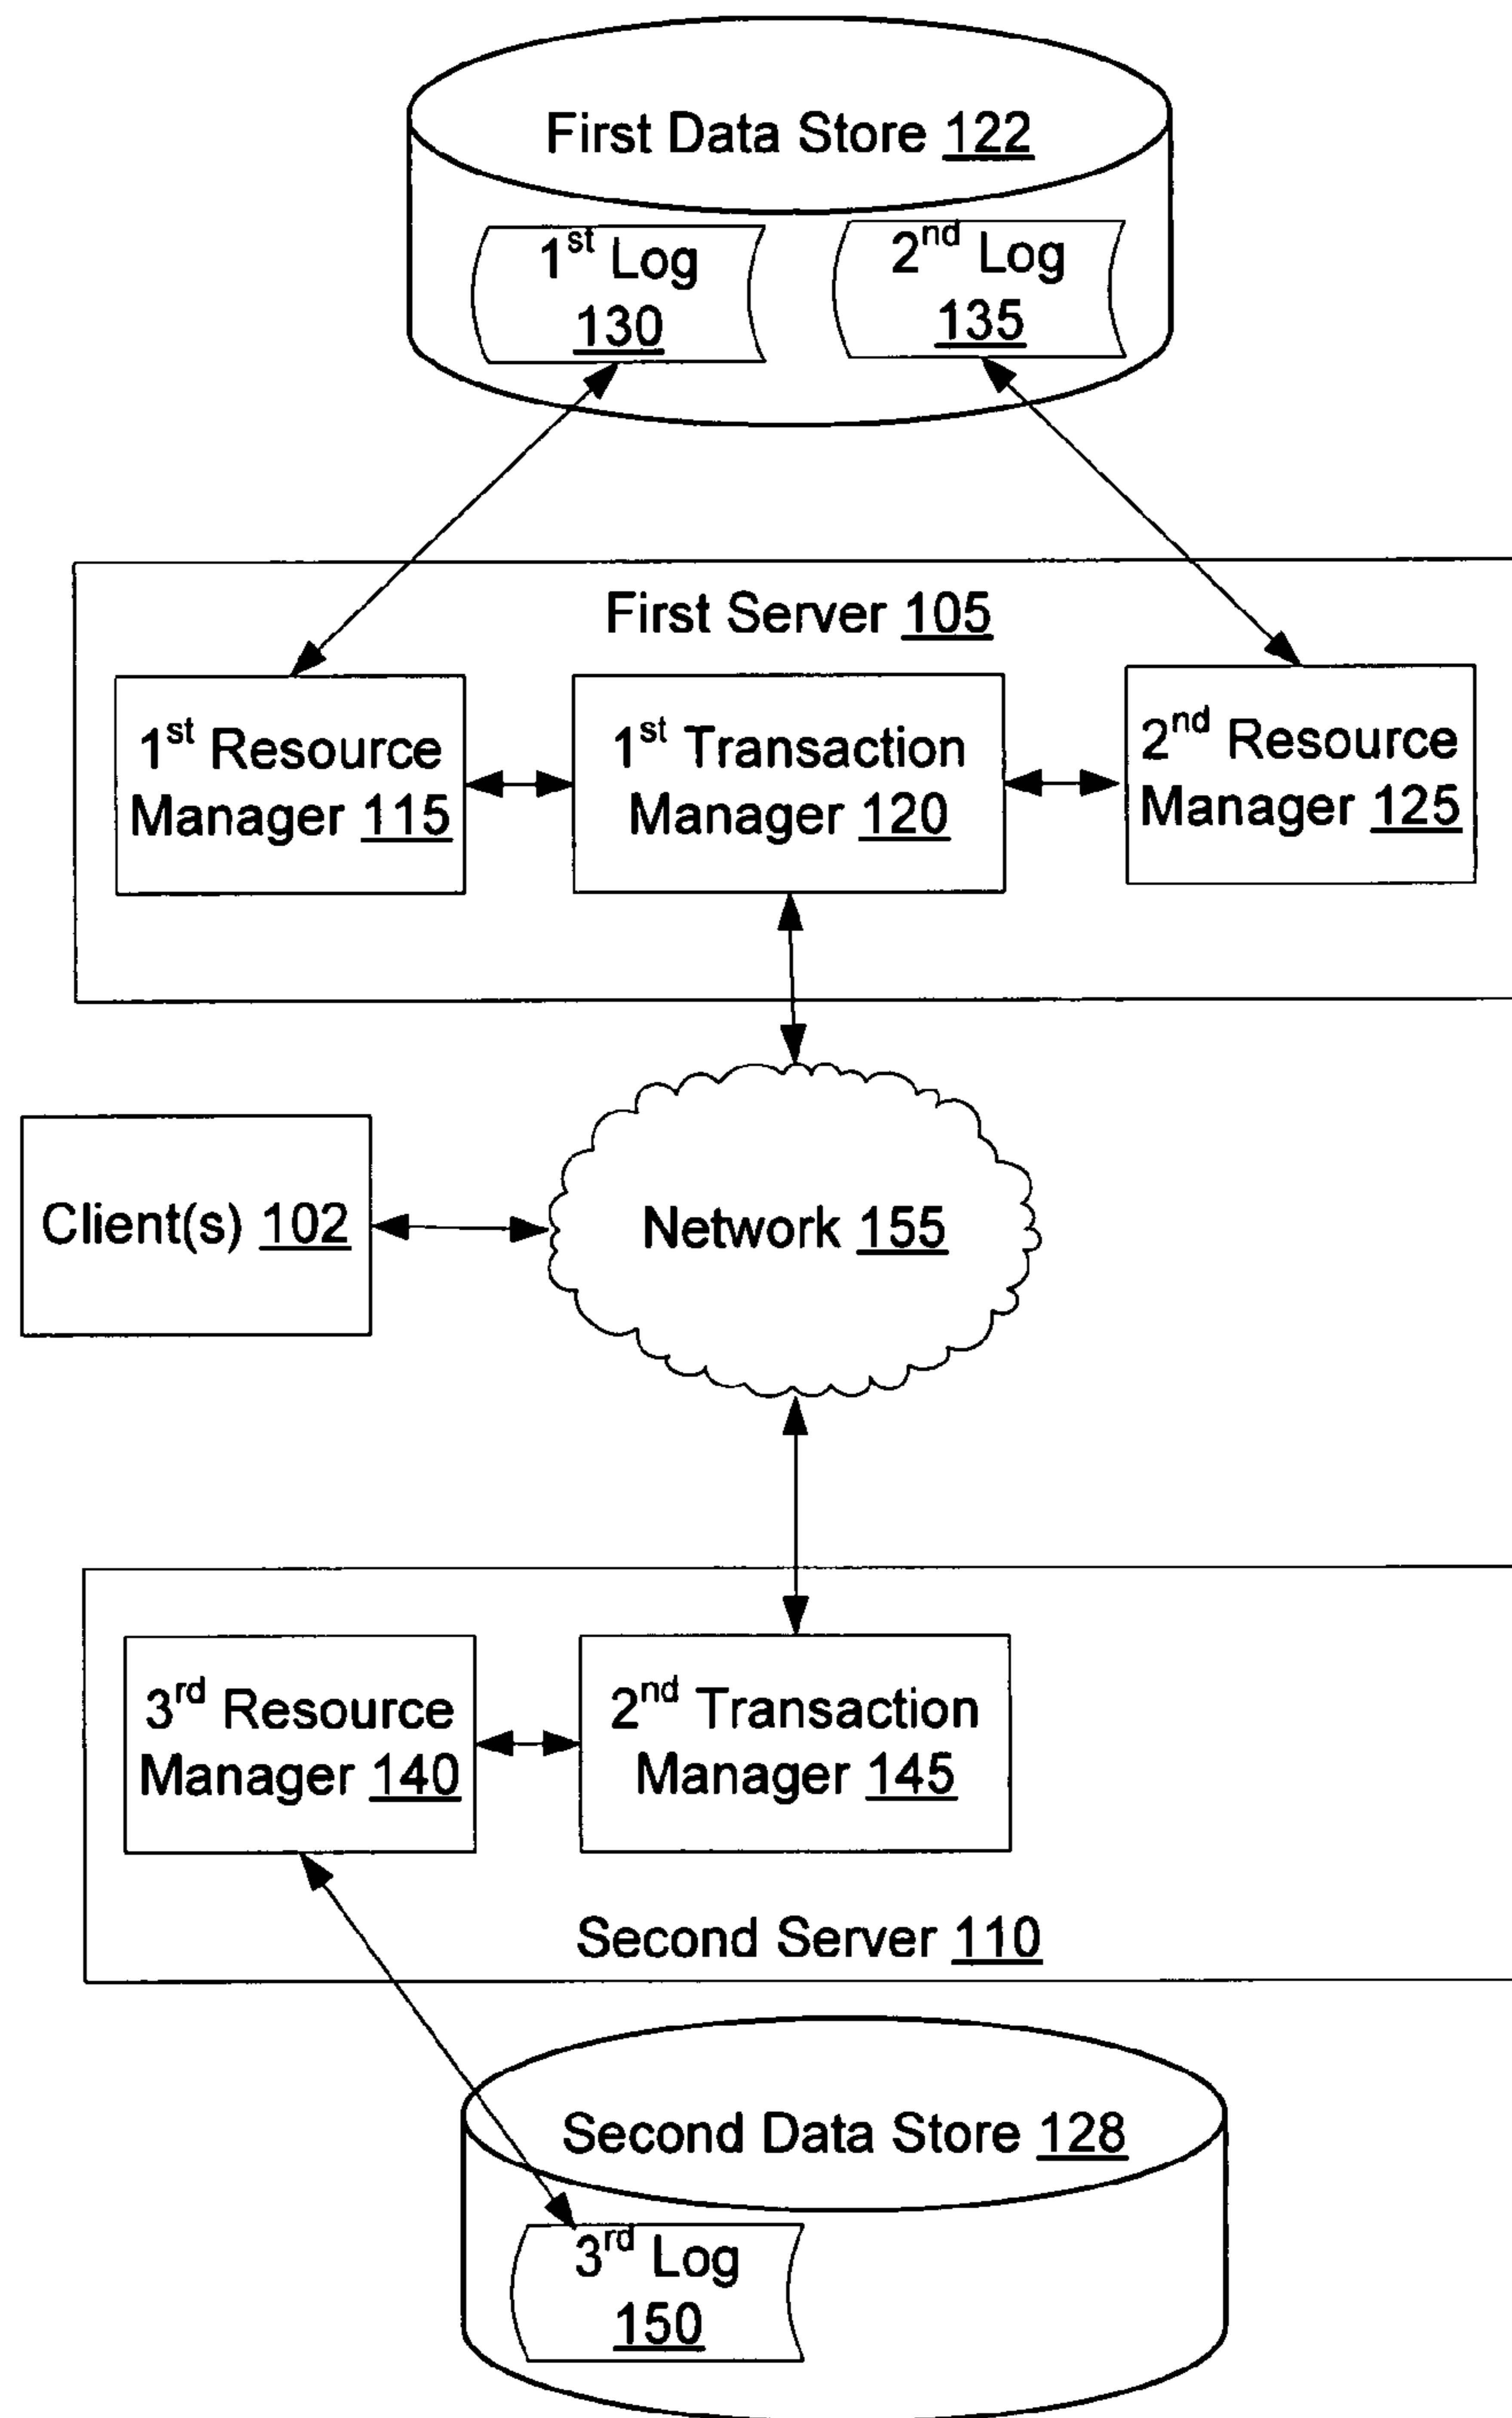 First Data Store 122
1st Log
130
2nd Log
135
First Server 105
1st Resource
Manager 115
1st Transaction
Manager 120
2nd Resource
Manager 125
Client(s) 102
Network 155
3rd Resource
Manager 140
2nd Transaction
Manager 145
Second Server 110
Second Data Store 128
3rd Log
150